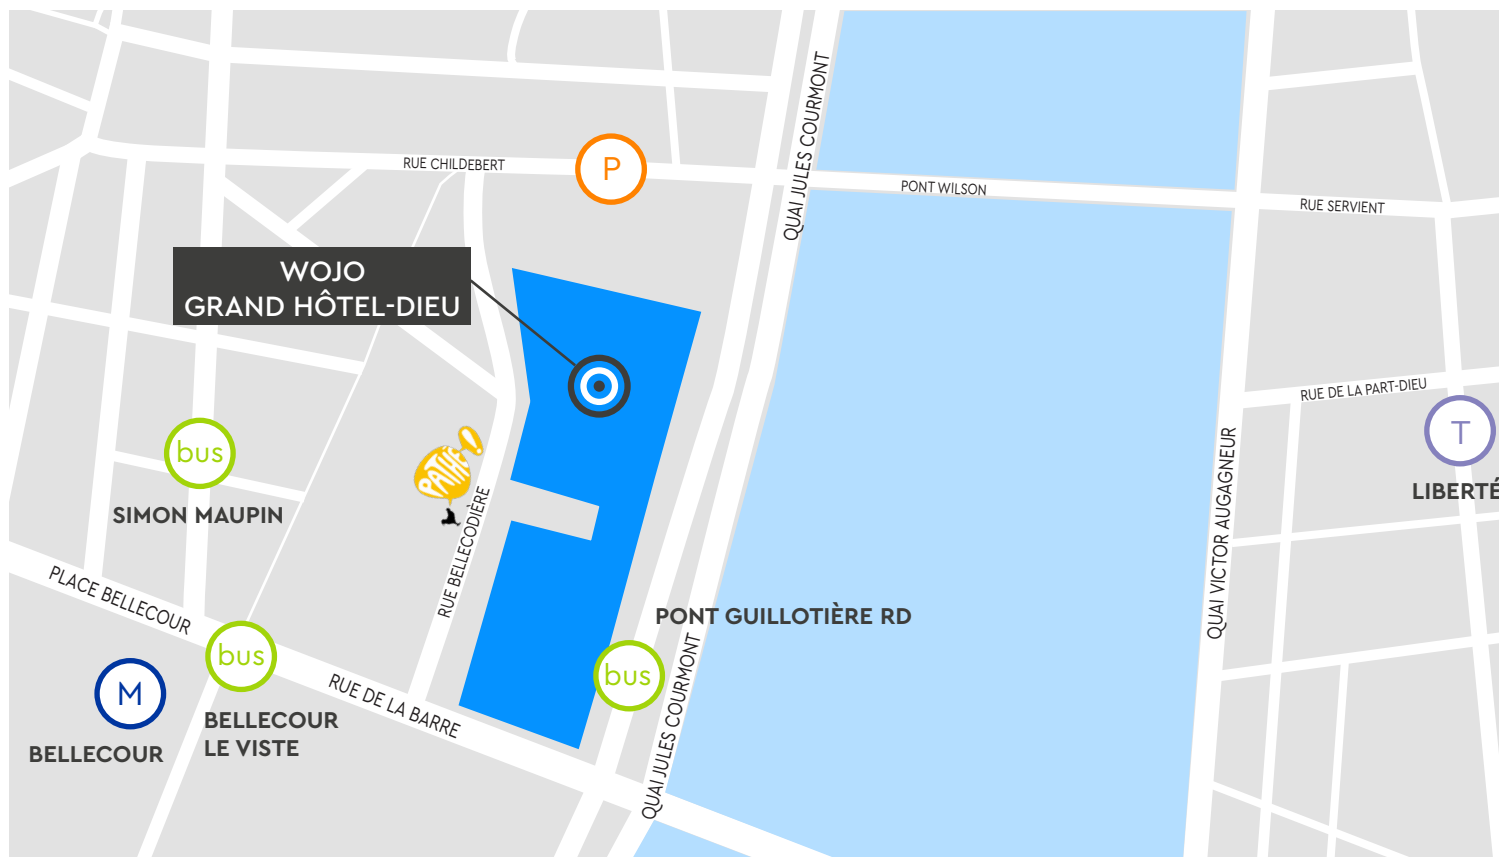 QUAI JULES COURMONT
RUE CHILDEBERT
P
PONT WILSON
RUE SERVIENT
WOJO
GRAND HÔTEL-DIEU
RUE DE LA PART-DIEU
T
LIBERTÉ
bus
SIMON MAUPIN
PATHÉ!
RUE BELLECODIÈRE
QUAI VICTOR AUGAGNEUR
PLACE BELLECOUR
PONT GUILLOTIÈRE RD
bus
bus
M
BELLECOUR
BELLECOUR
LE VISTE
RUE DE LA BARRE
QUAI JULES COURMONT